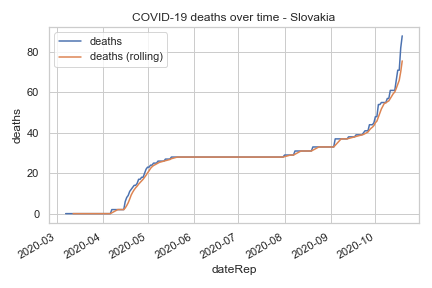 COVID-19 deaths over time - Slovakia
deaths
deaths (rolling)
80
60
40
20
0
deaths
2020-03
2020-04
2020-05
2020-06
2020-07
2020-08
2020-09
2020-10
dateRep